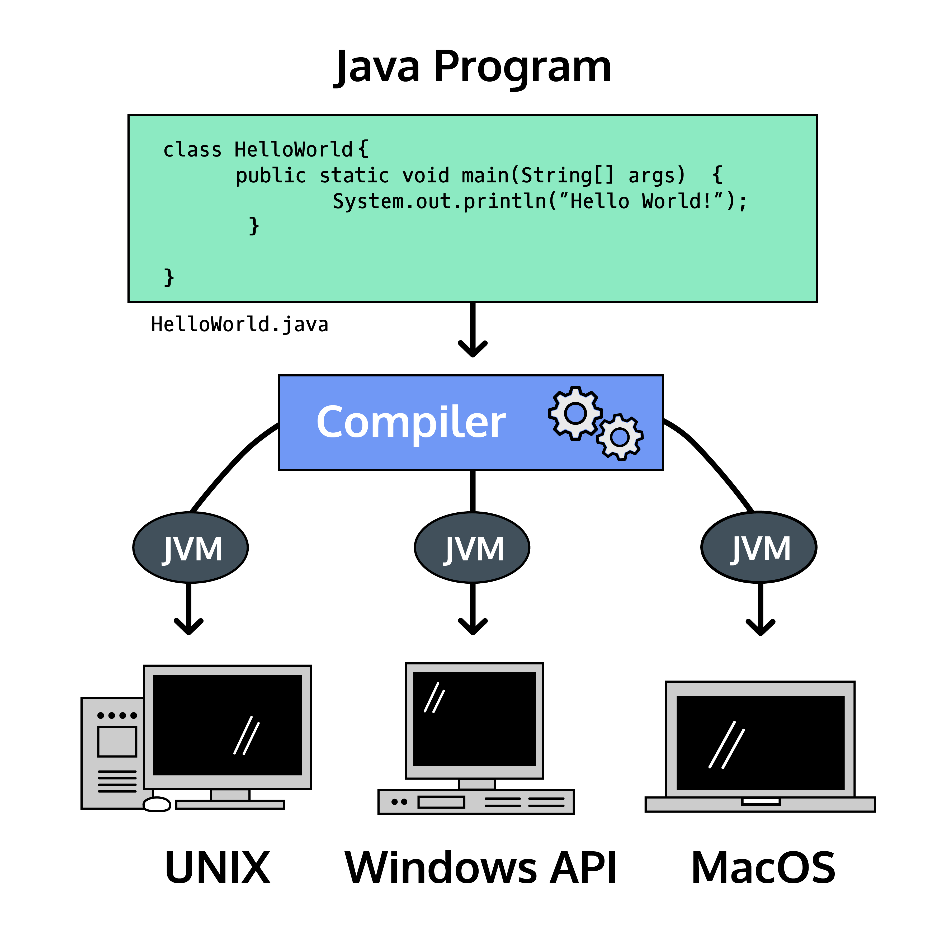 Java Program
class HelloWorld{
public static void main(String[] args) {
System.out.println(”Hello World!”);
}
}
HelloWorld.java
Compiler
JVM JVM JVM
UNIX Windows API MacOS